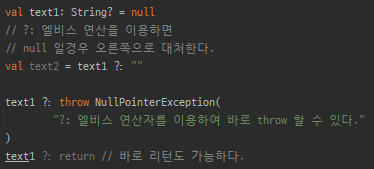 var text1: String? = null
// ?: 엘비스 연산을 이용하면
// null 일경우 오른쪽으로 대처한다.
val text2 = text1 ?: ""
text1 ?: throw NullPointerException(
"?: 엘비스 연산자를 이용하여 바로 throw 할 수 있다."
)
text1 ?: return // 바로 리턴도 가능하다.